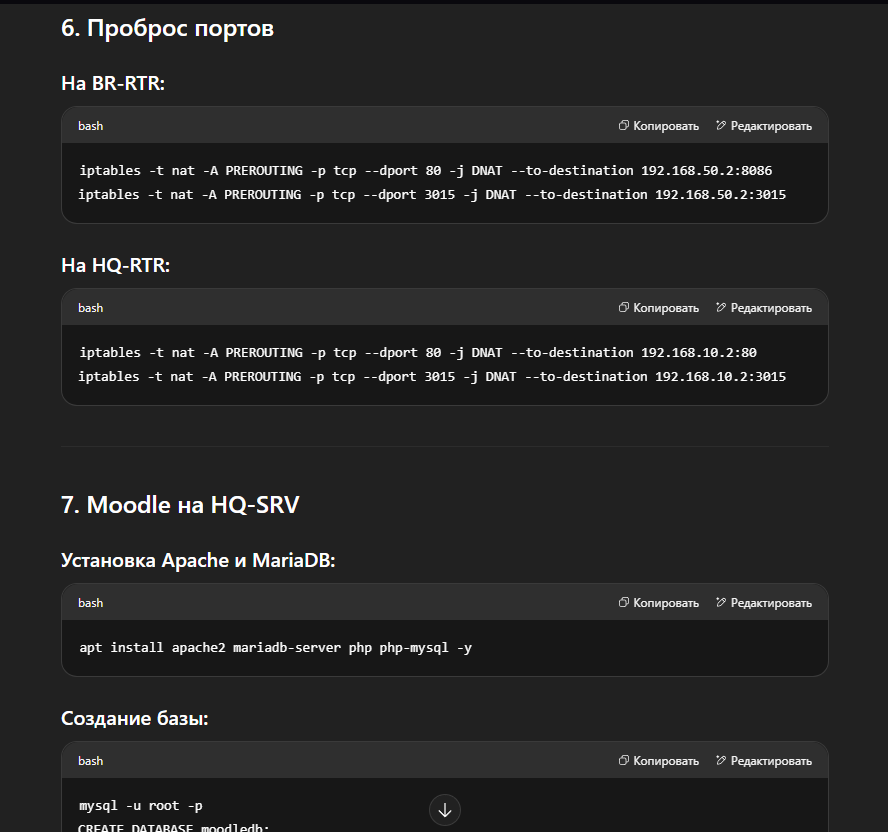 6. Проброс портов
На BR-RTR:
bash
Копировать
Редактировать
iptables -t nat -A PREROUTING -p tcp --dport 80 -j DNAT --to-destination 192.168.50.2:8086
iptables -t nat -A PREROUTING -p tcp --dport 3015 -j DNAT --to-destination 192.168.50.2:3015
На HQ-RTR:
bash
Копировать
Редактировать
iptables -t nat -A PREROUTING -p tcp --dport 80 -j DNAT --to-destination 192.168.10.2:80
iptables -t nat -A PREROUTING -p tcp --dport 3015 -j DNAT --to-destination 192.168.10.2:3015
7. Moodle на HQ-SRV
Установка Apache и MariaDB:
bash
Копировать
Редактировать
apt install apache2 mariadb-server php php-mysql -y
Создание базы:
bash
Копировать
Редактировать
mysql -u root -p
CREATE DATABASE moodledb;